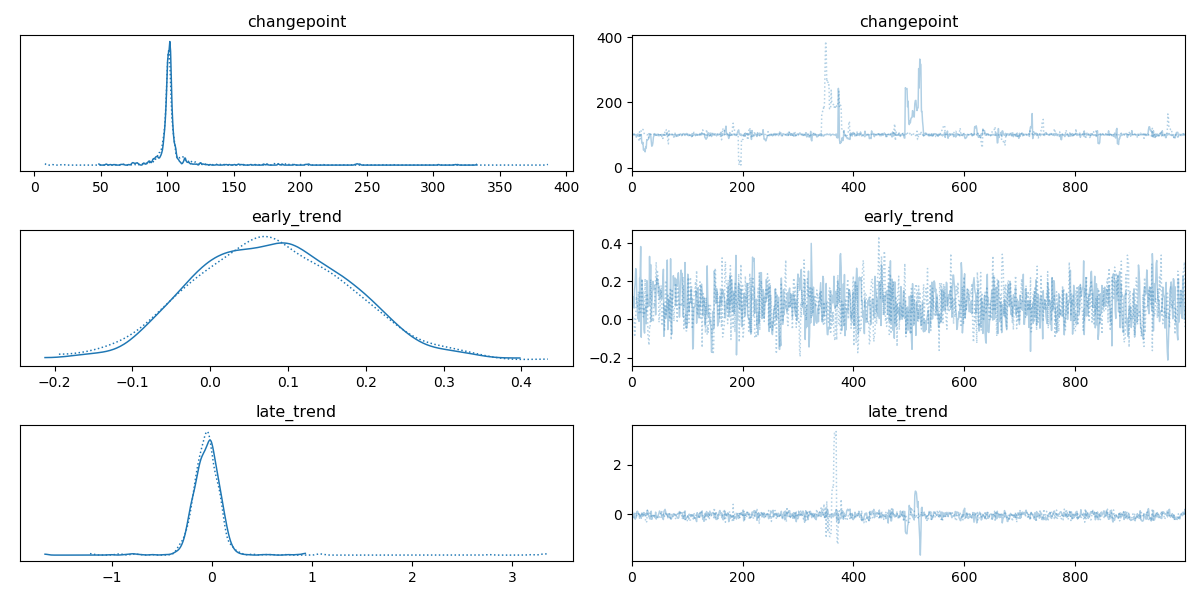 changepoint
0 50 100 150 200 250 300 350 400
changepoint
400
200
0
0 200 400 600 800
early_trend
−0.2 −0.1 0.0 0.1 0.2 0.3 0.4
early_trend
0.4
0.2
0.0
−0.2
0 200 400 600 800
late_trend
−1 0 1 2 3
late_trend
2
0
0 200 400 600 800